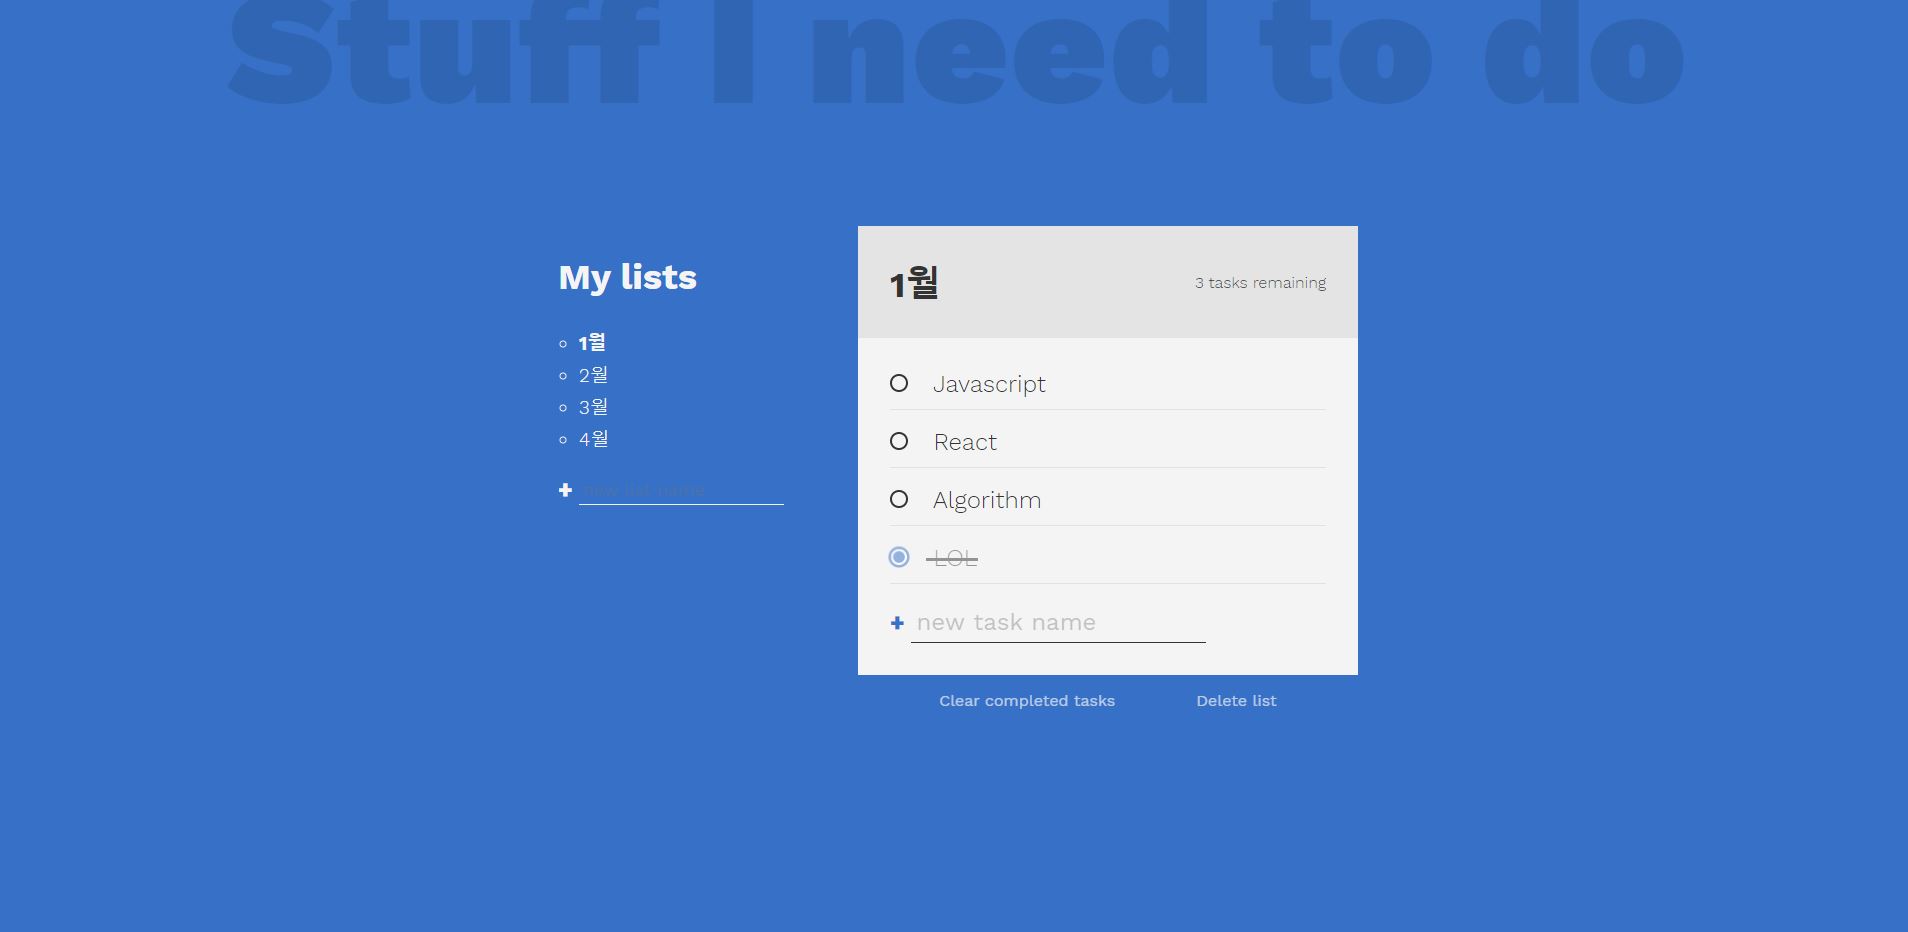 Stuff I need to do
My lists
1월
2월
3월
4월
+ new list name
1월
3 tasks remaining
Javascript
React
Algorithm
LOL
+ new task name
Clear completed tasks
Delete list